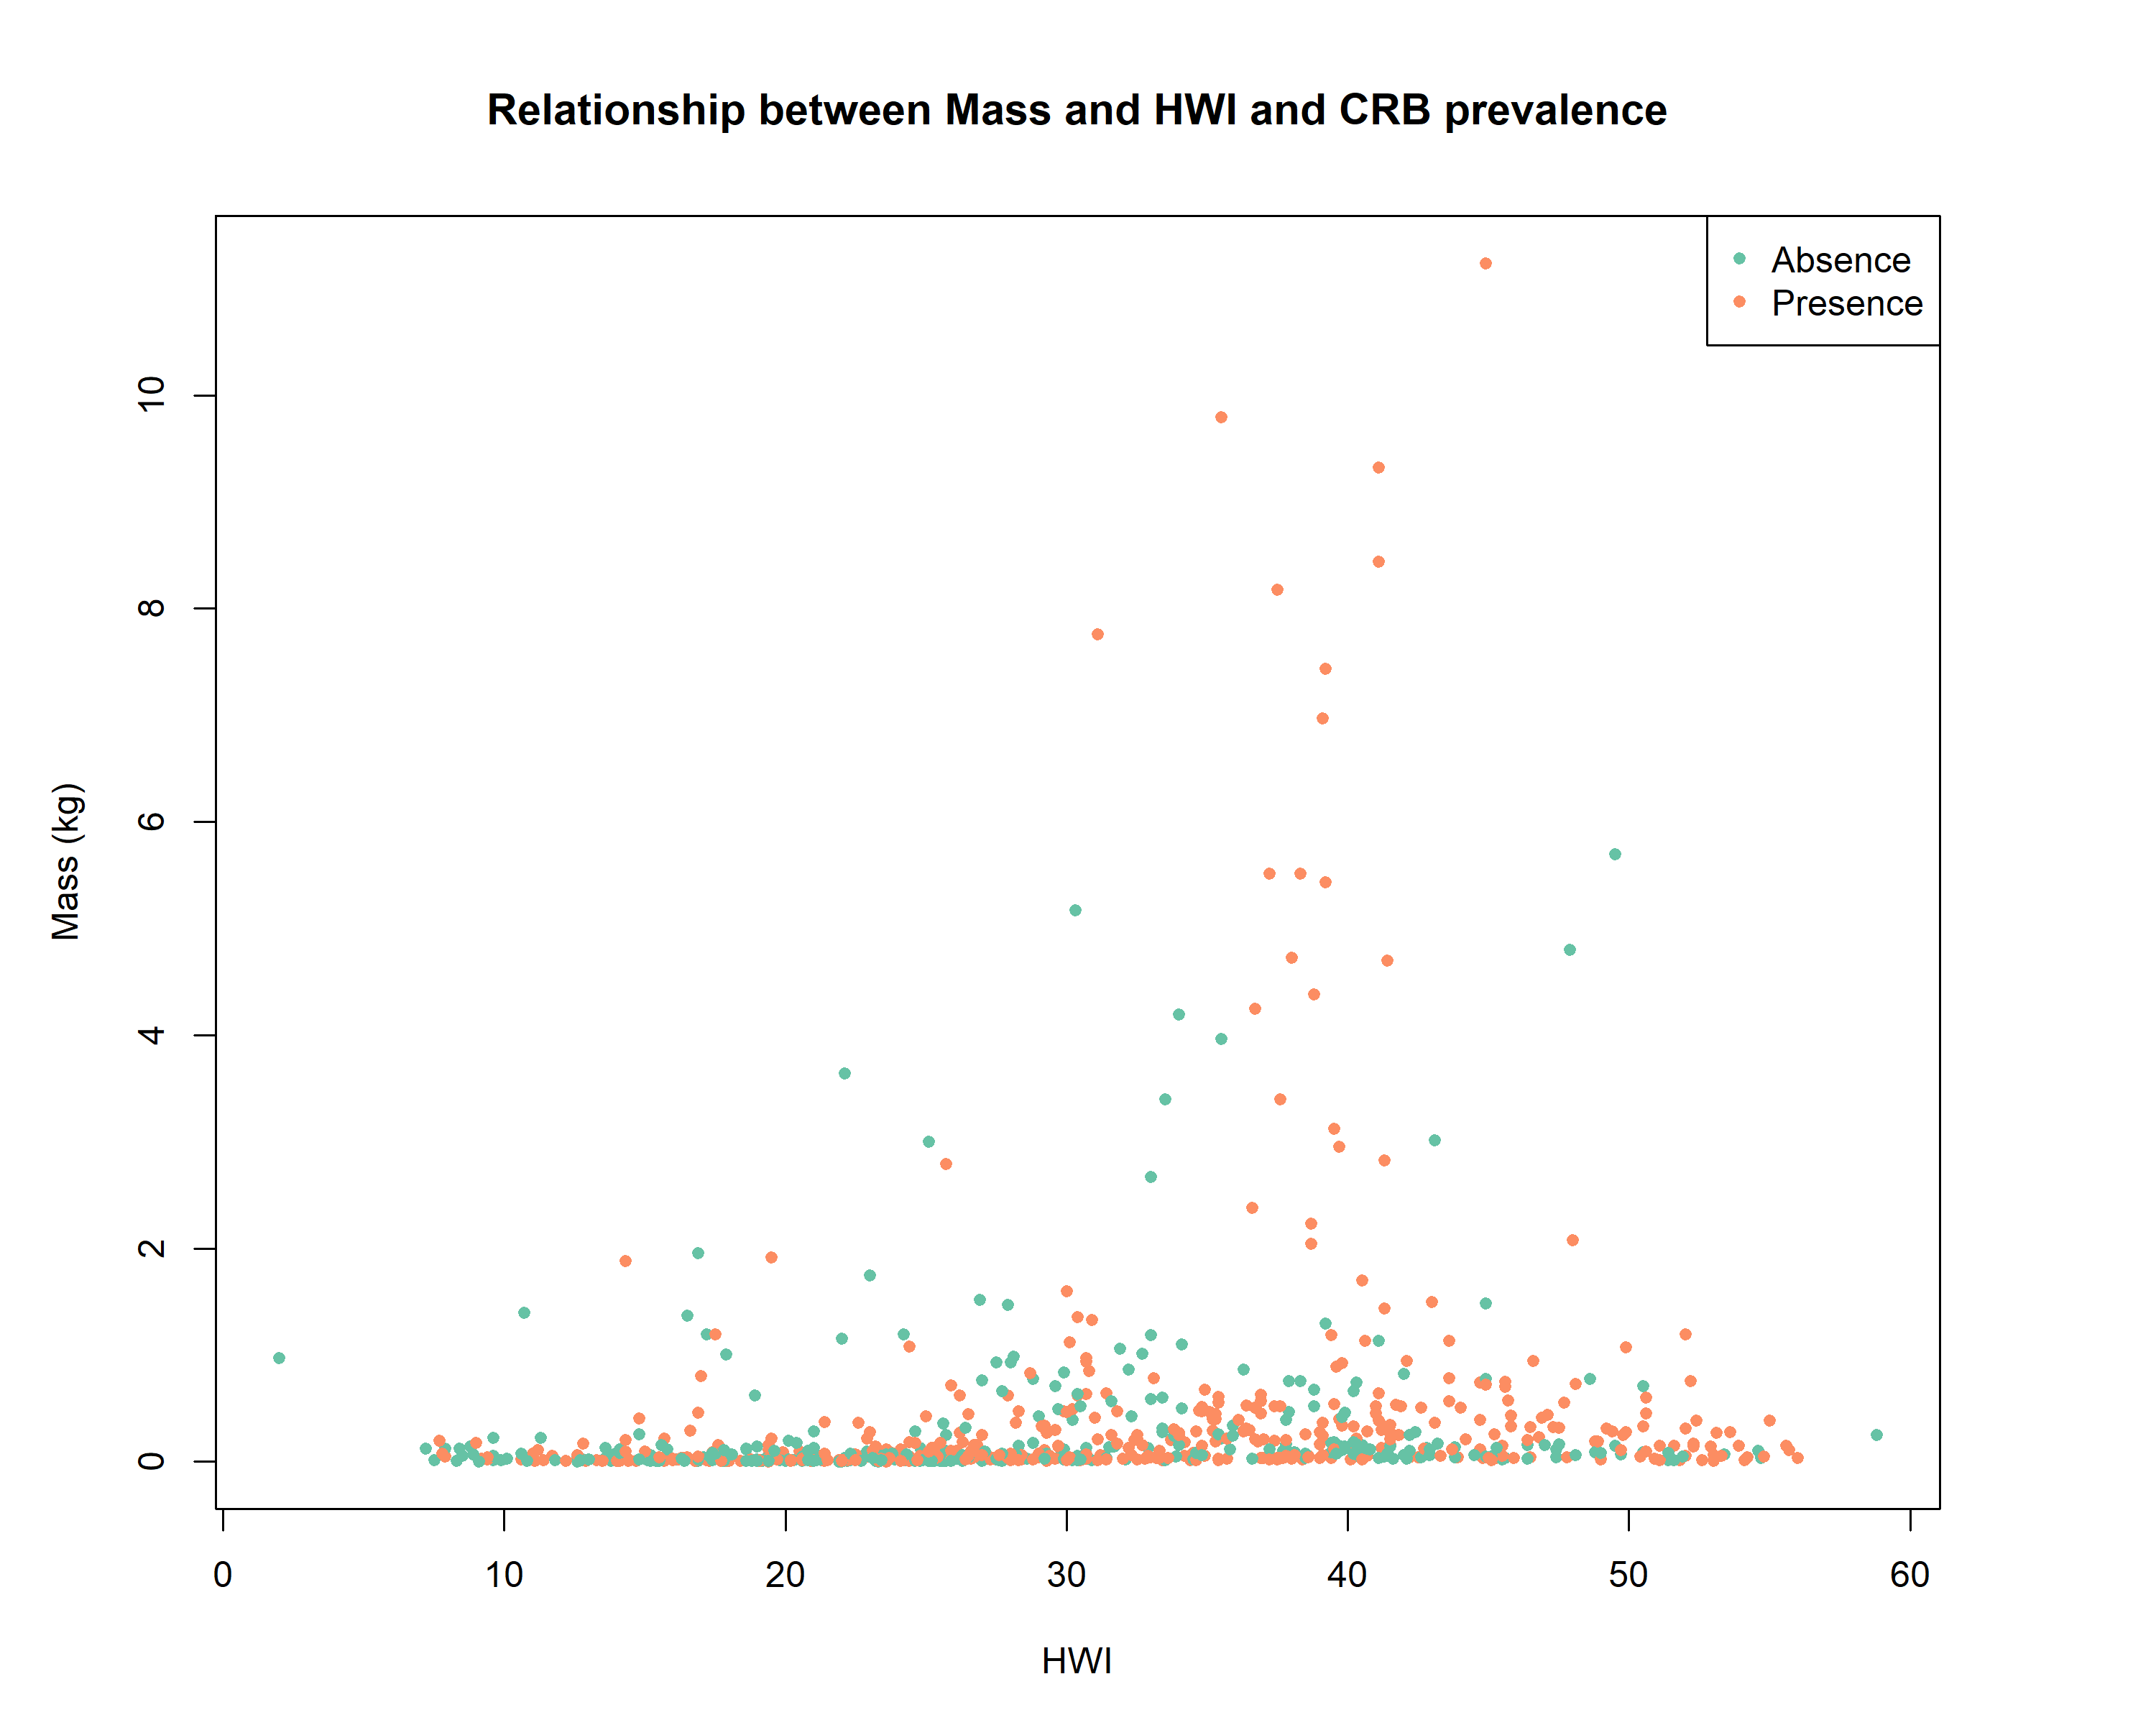 Relationship between Mass and HWI and CRB prevalence
Absence
Presence
10
8
6
4
2
0
Mass (kg)
0 10 20 30 40 50 60
HWI